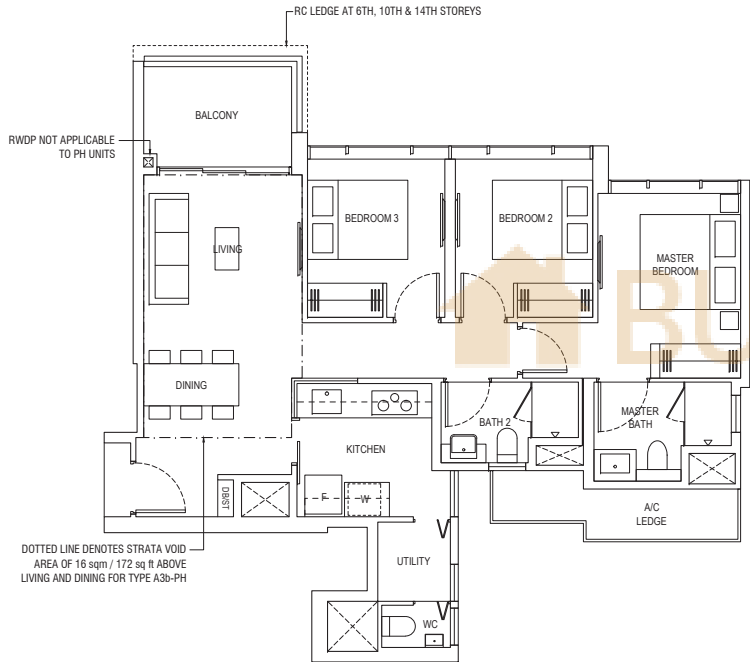 RC LEDGE AT 6TH, 10TH & 14TH STOREYS
BALCONY
RWDP NOT APPLICABLE
TO PH UNITS
BEDROOM 3
BEDROOM 2
LIVING
MASTER
BEDROOM
BU
DINING
BATH 2
MASTER
BATH
KITCHEN
F
W
DB/ST
A/C
LEDGE
DOTTED LINE DENOTES STRATA VOID
AREA OF 16 sqm / 172 sq ft ABOVE
LIVING AND DINING FOR TYPE A3b-PH
UTILITY
WC